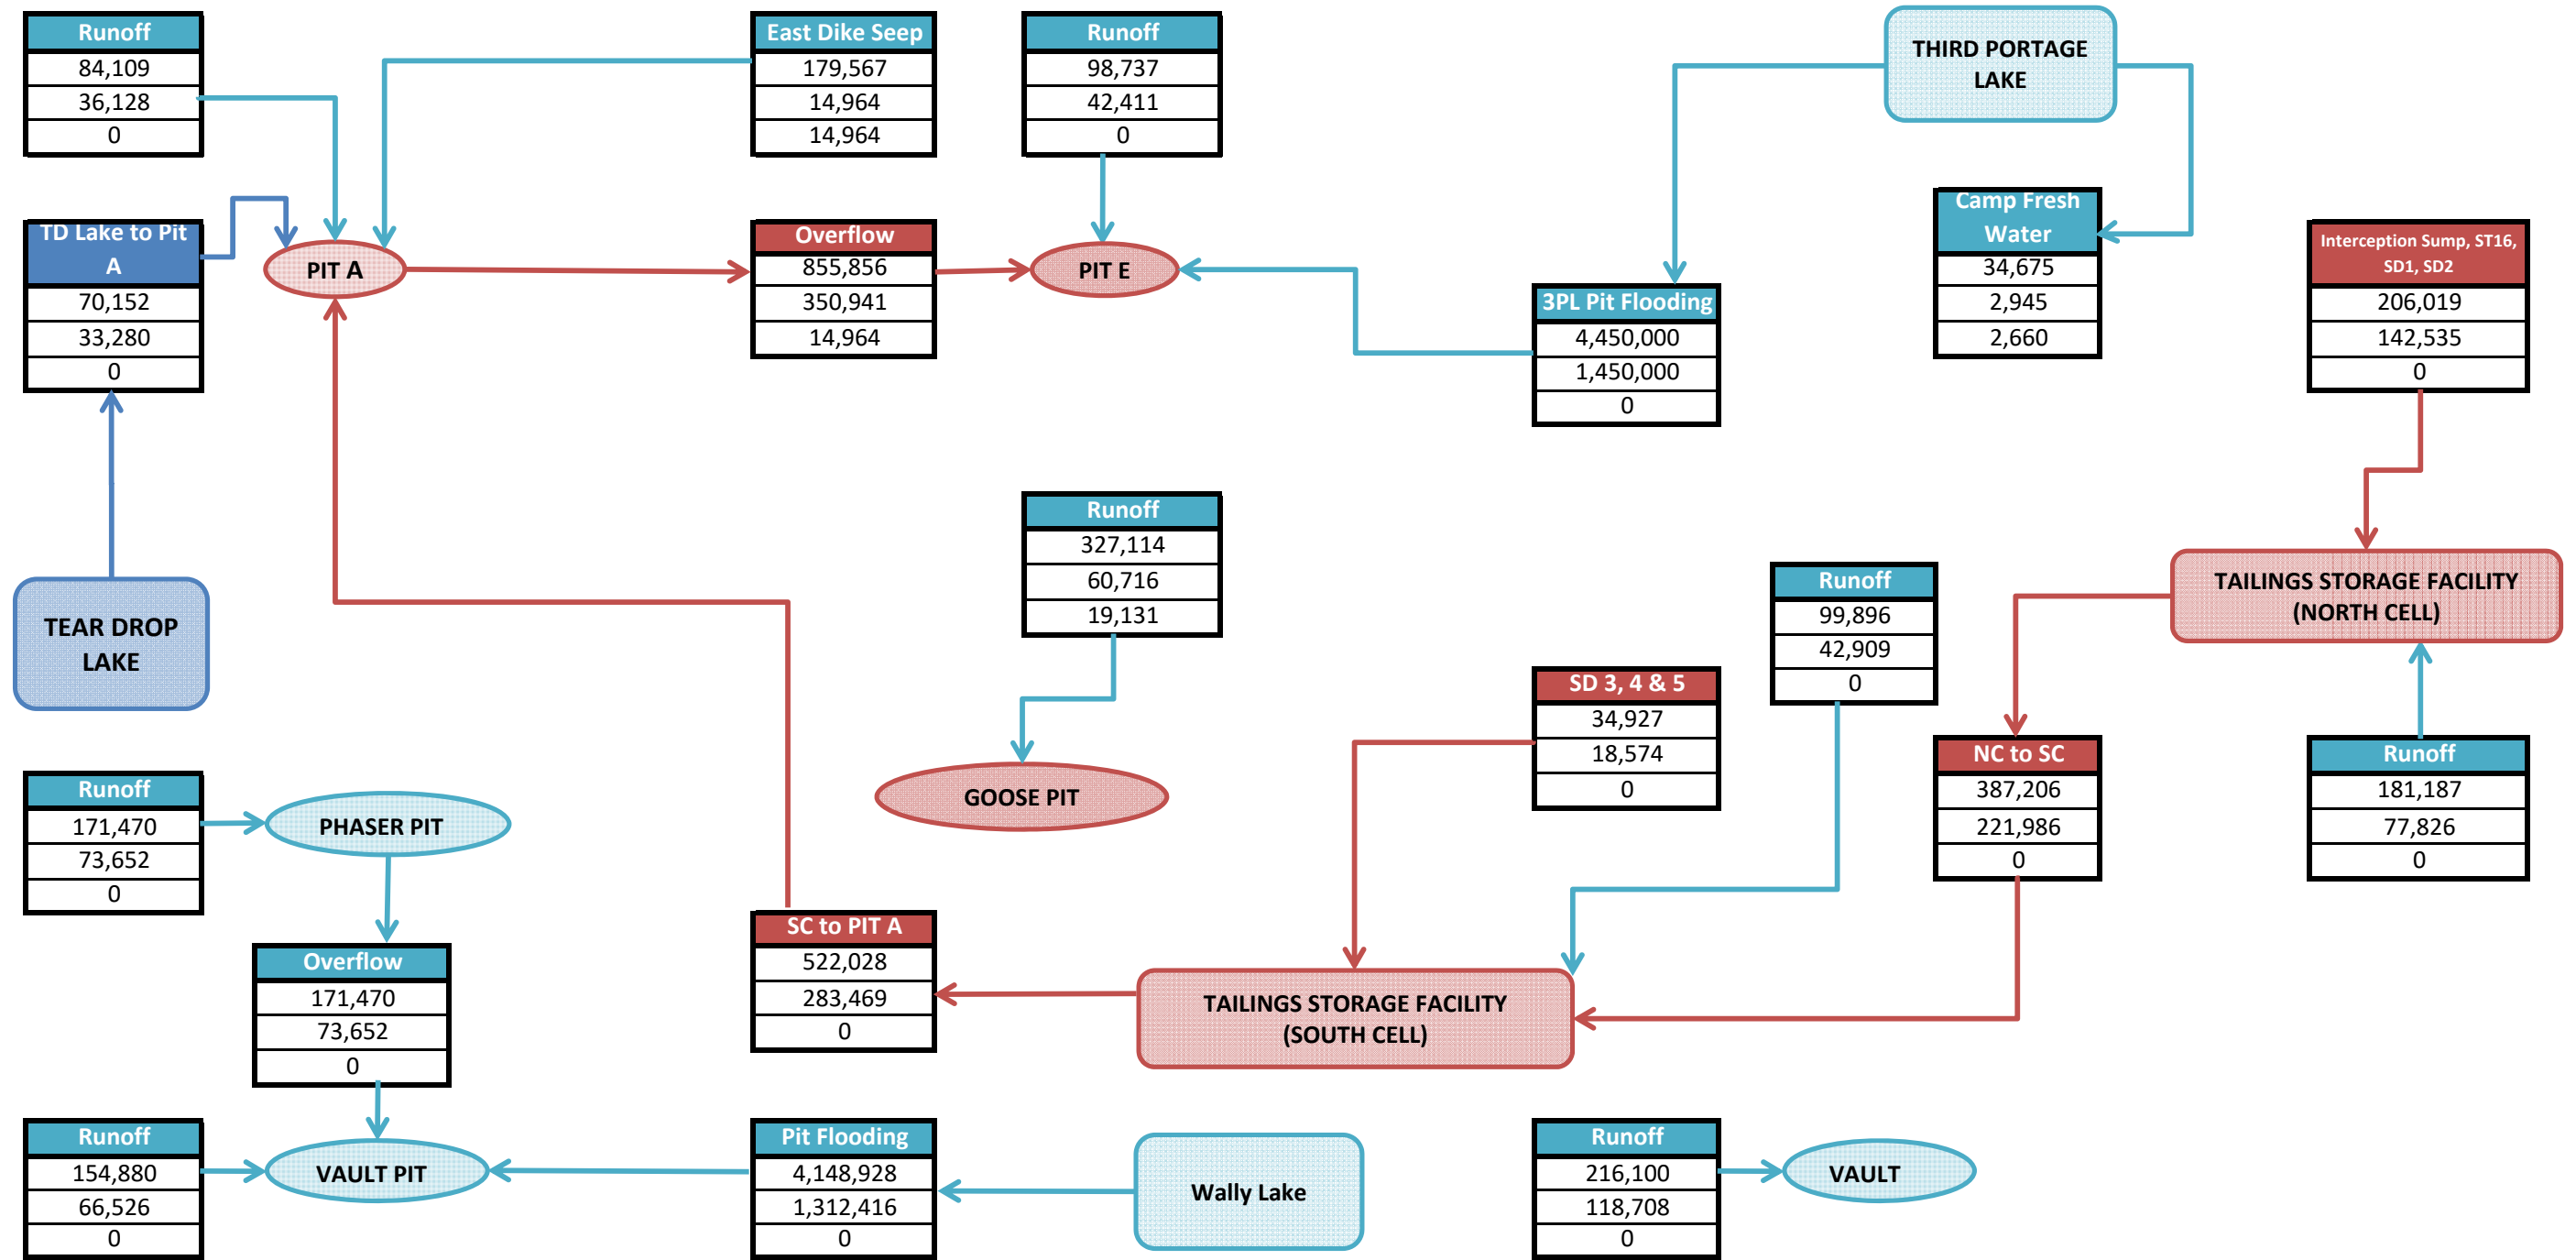 Runoff
84,109
36,128
0
East Dike Seep
179,567
14,964
14,964
Runoff
98,737
42,411
0
THIRD PORTAGE
LAKE
TD Lake to Pit
A
70,152
33,280
0
PIT A
Overflow
855,856
350,941
14,964
PIT E
3PL Pit Flooding
4,450,000
1,450,000
0
Camp Fresh
Water
34,675
2,945
2,660
Interception Sump, ST16,
SD1, SD2
206,019
142,535
0
TEAR DROP
LAKE
Runoff
327,114
60,716
19,131
GOOSE PIT
Runoff
99,896
42,909
0
TAILINGS STORAGE FACILITY
(NORTH CELL)
SD 3, 4 & 5
34,927
18,574
0
NC to SC
387,206
221,986
0
Runoff
181,187
77,826
0
Runoff
171,470
73,652
0
PHASER PIT
Overflow
171,470
73,652
0
SC to PIT A
522,028
283,469
0
TAILINGS STORAGE FACILITY
(SOUTH CELL)
Runoff
154,880
66,526
0
VAULT PIT
Pit Flooding
4,148,928
1,312,416
0
Wally Lake
Runoff
216,100
118,708
0
VAULT